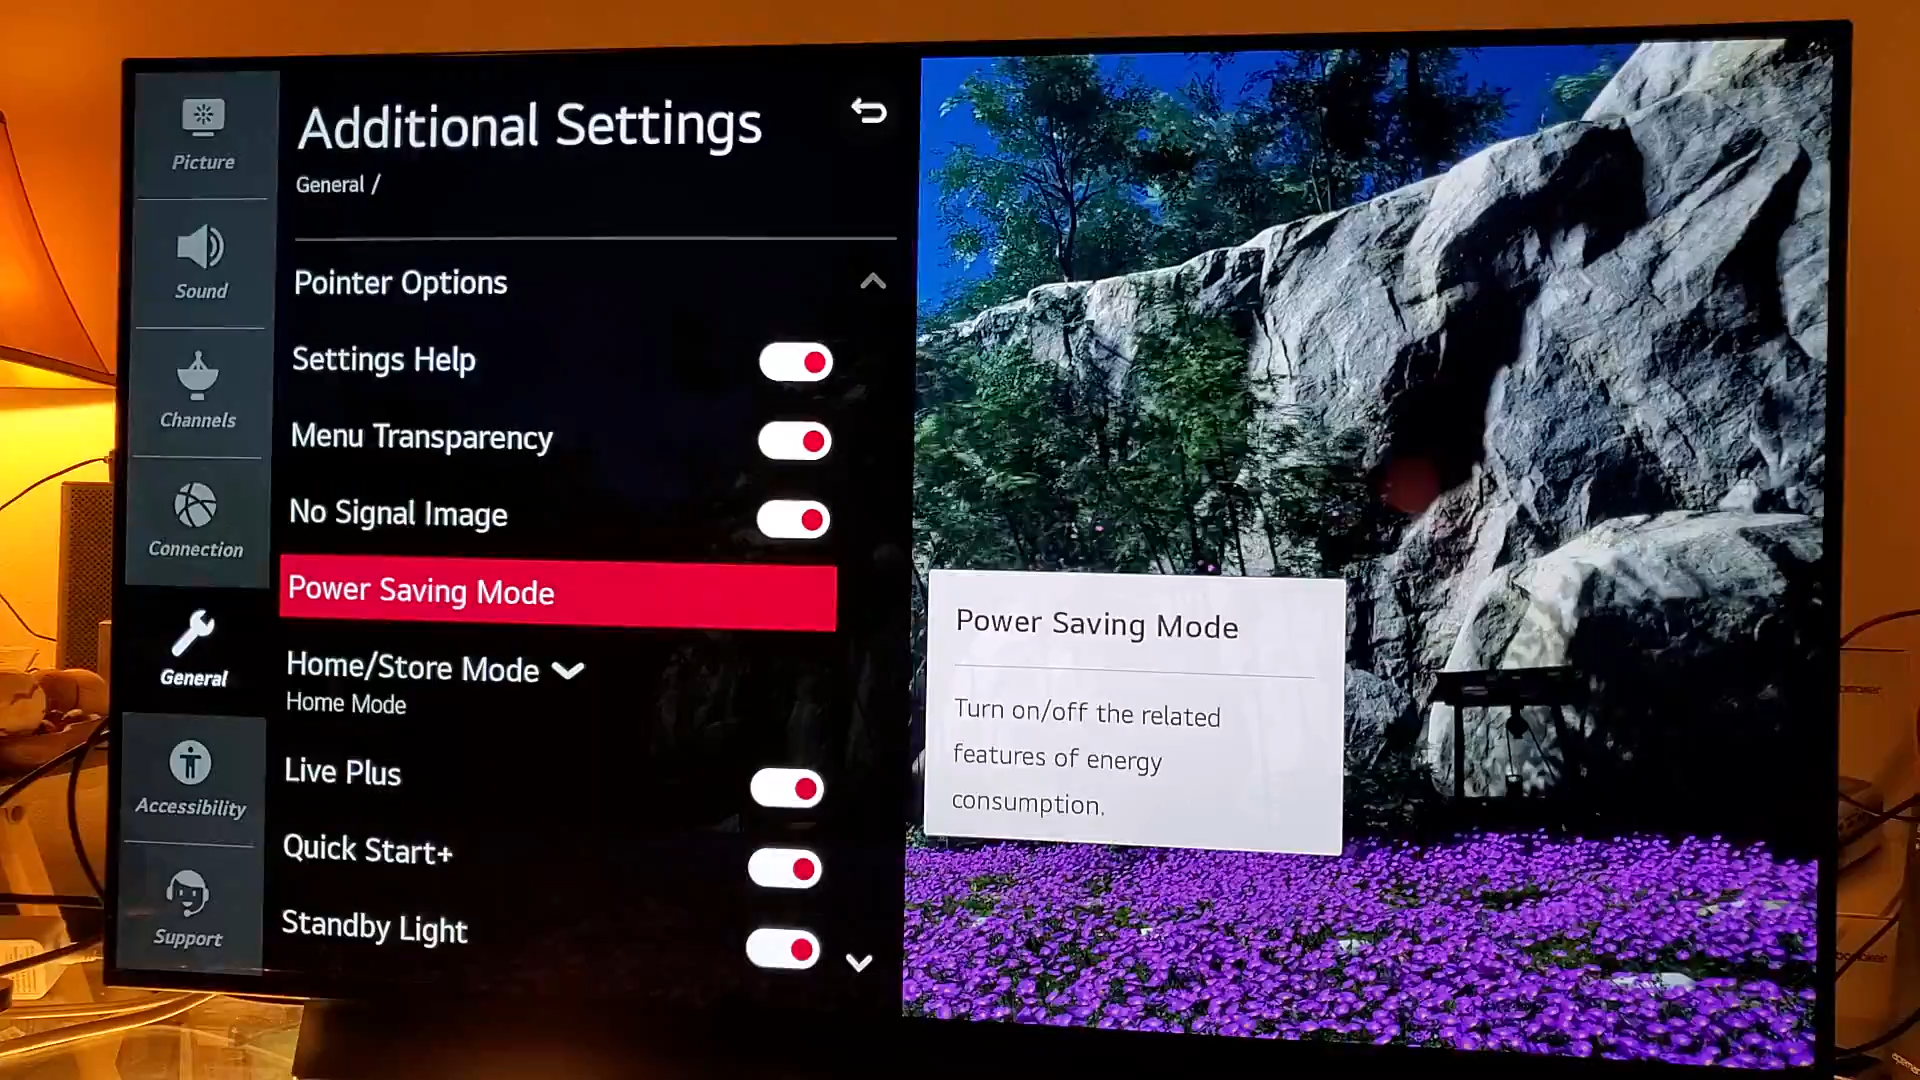 Picture
Sound
Channels
Connection
General
Accessibility
Support
Additional Settings
General /
Pointer Options
Settings Help
Menu Transparency
No Signal Image
Power Saving Mode
Home/Store Mode
Home Mode
Live Plus
Quick Start+
Standby Light
Power Saving Mode
Turn on/off the related
features of energy
consumption.